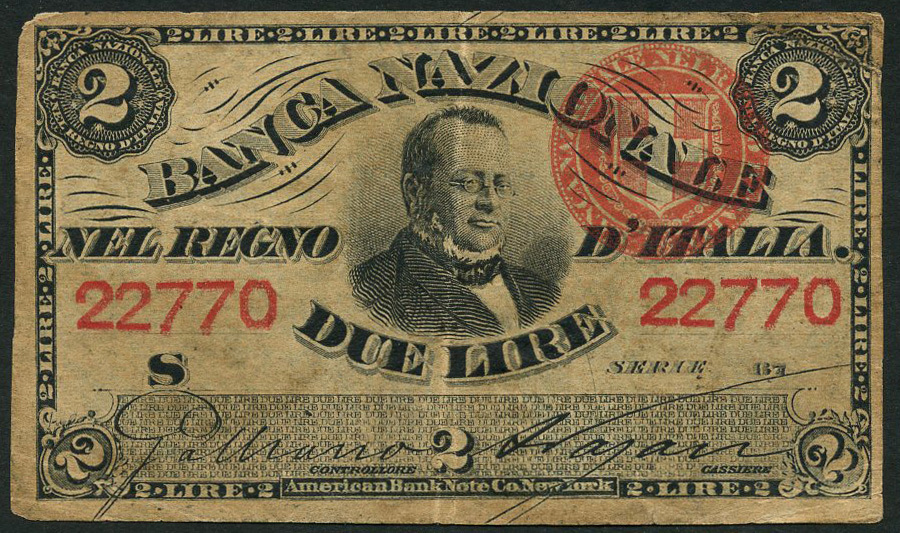 2·LIRE·2·LIRE·2·LIRE·2·LIRE·2·LIRE·2
2
2
BANCA NAZIONALE
NEL REGNO D'ITALIA.
22770
22770
DUE LIRE
S
SERIE 67
2
2
2
CONTROLLORE
CASSIERE
2·LIRE·2
American Bank Note Co. New York
2·LIRE·2